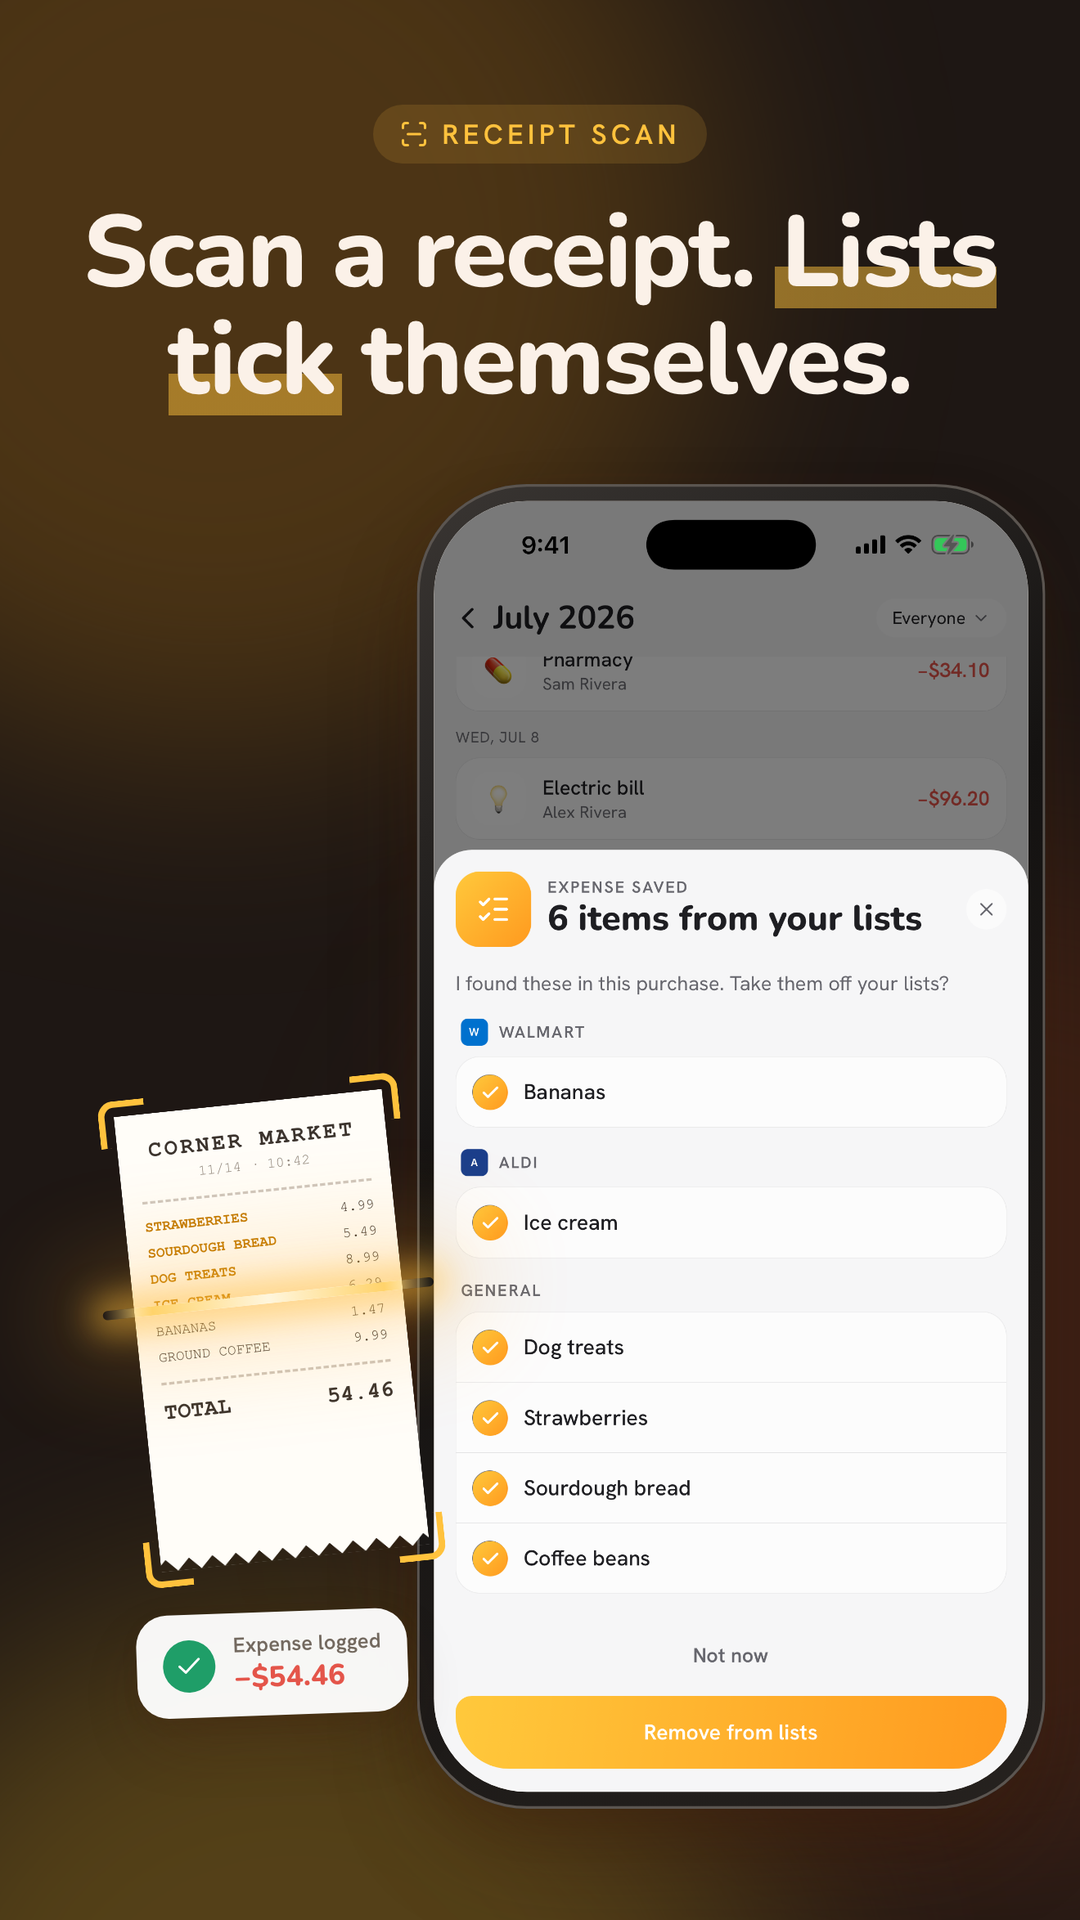 RECEIPT SCAN
Scan a receipt. Lists
tick themselves.
9:41
July 2026
Everyone
Pharmacy
Sam Rivera
-$34.10
WED, JUL 8
Electric bill
Alex Rivera
-$96.20
EXPENSE SAVED
6 items from your lists
I found these in this purchase. Take them off your lists?
W WALMART
Bananas
A ALDI
Ice cream
GENERAL
Dog treats
Strawberries
Sourdough bread
Coffee beans
Not now
Remove from lists
CORNER MARKET
11/14 · 10:42
STRAWBERRIES 4.99
SOURDOUGH BREAD 5.49
DOG TREATS 8.99
ICE CREAM 6.29
BANANAS 1.47
GROUND COFFEE 9.99
TOTAL 54.46
Expense logged
-$54.46